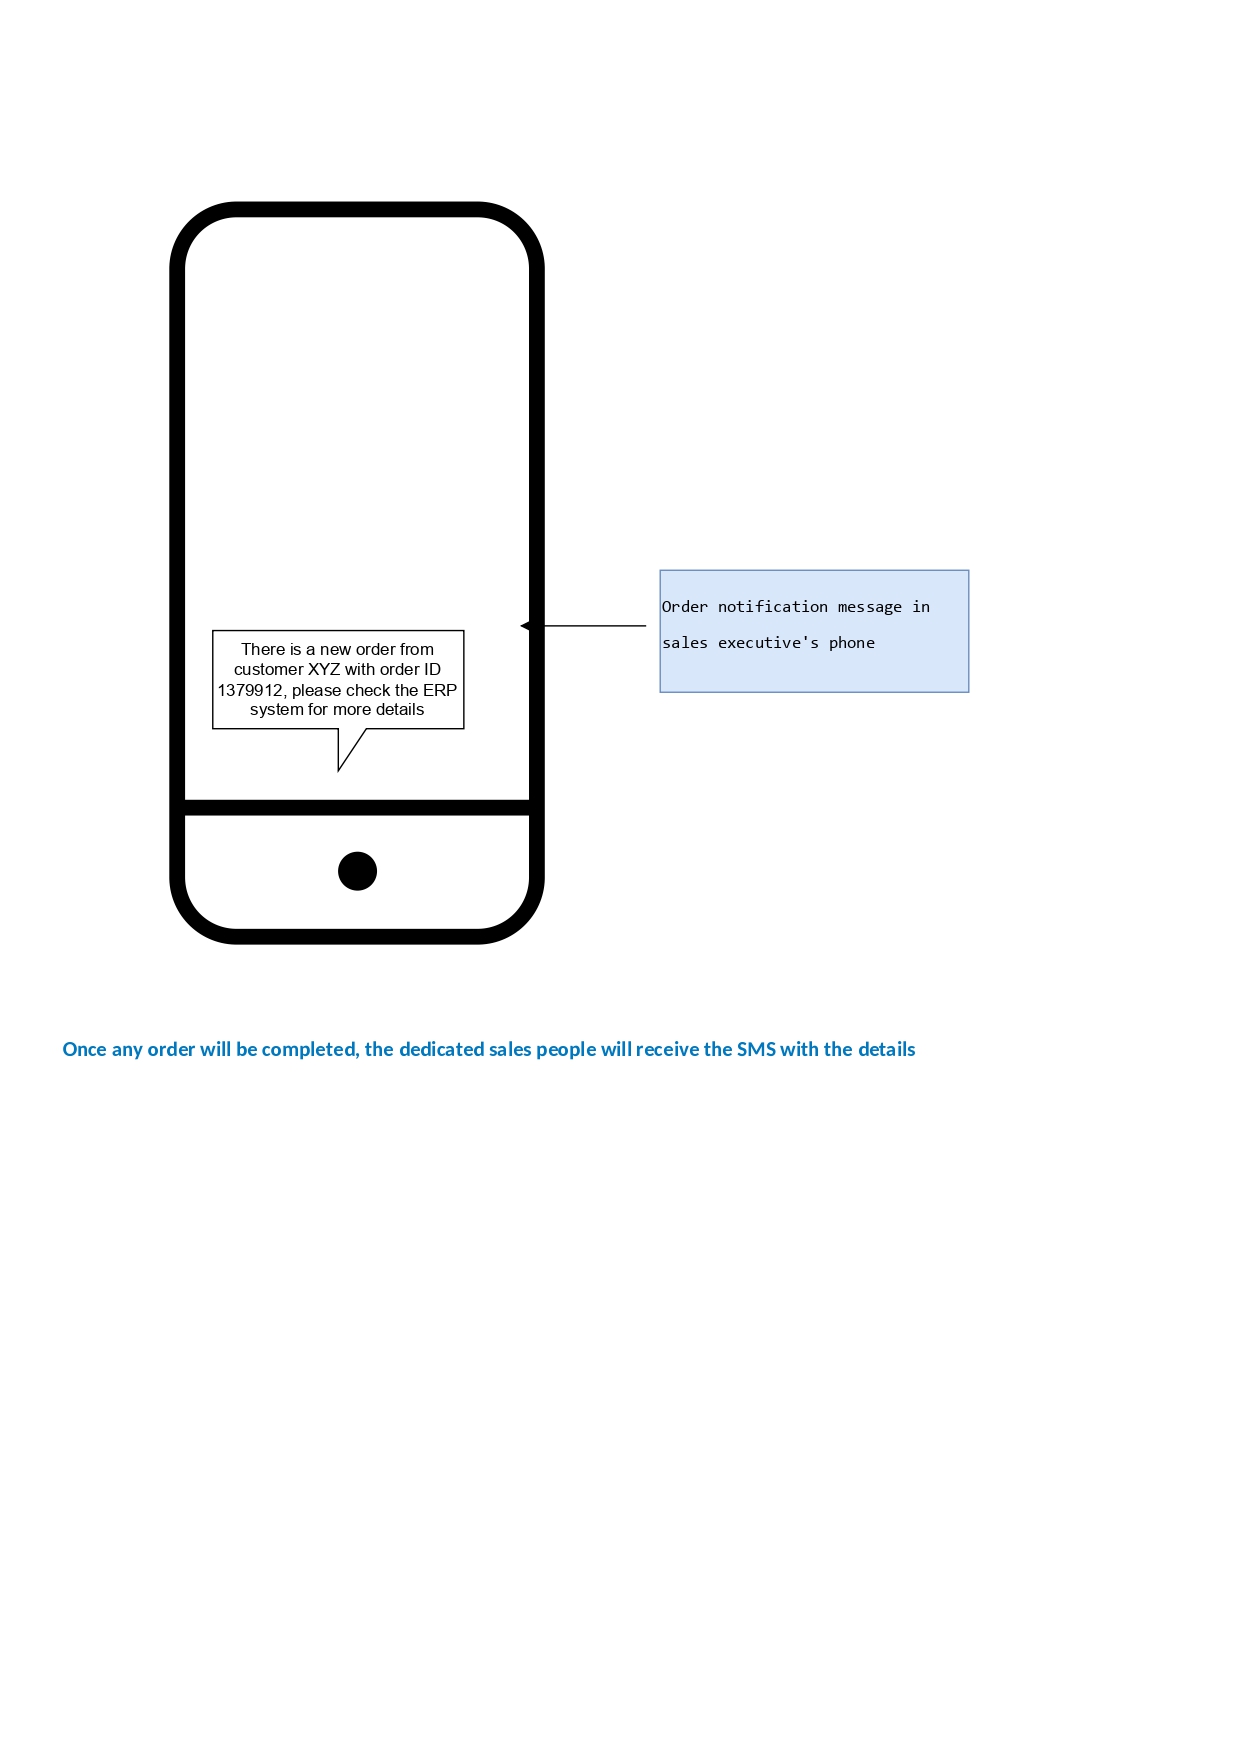 There is a new order from
customer XYZ with order ID
1379912, please check the ERP
system for more details
Order notification message in
sales executive's phone
Once any order will be completed, the dedicated sales people will receive the SMS with the details